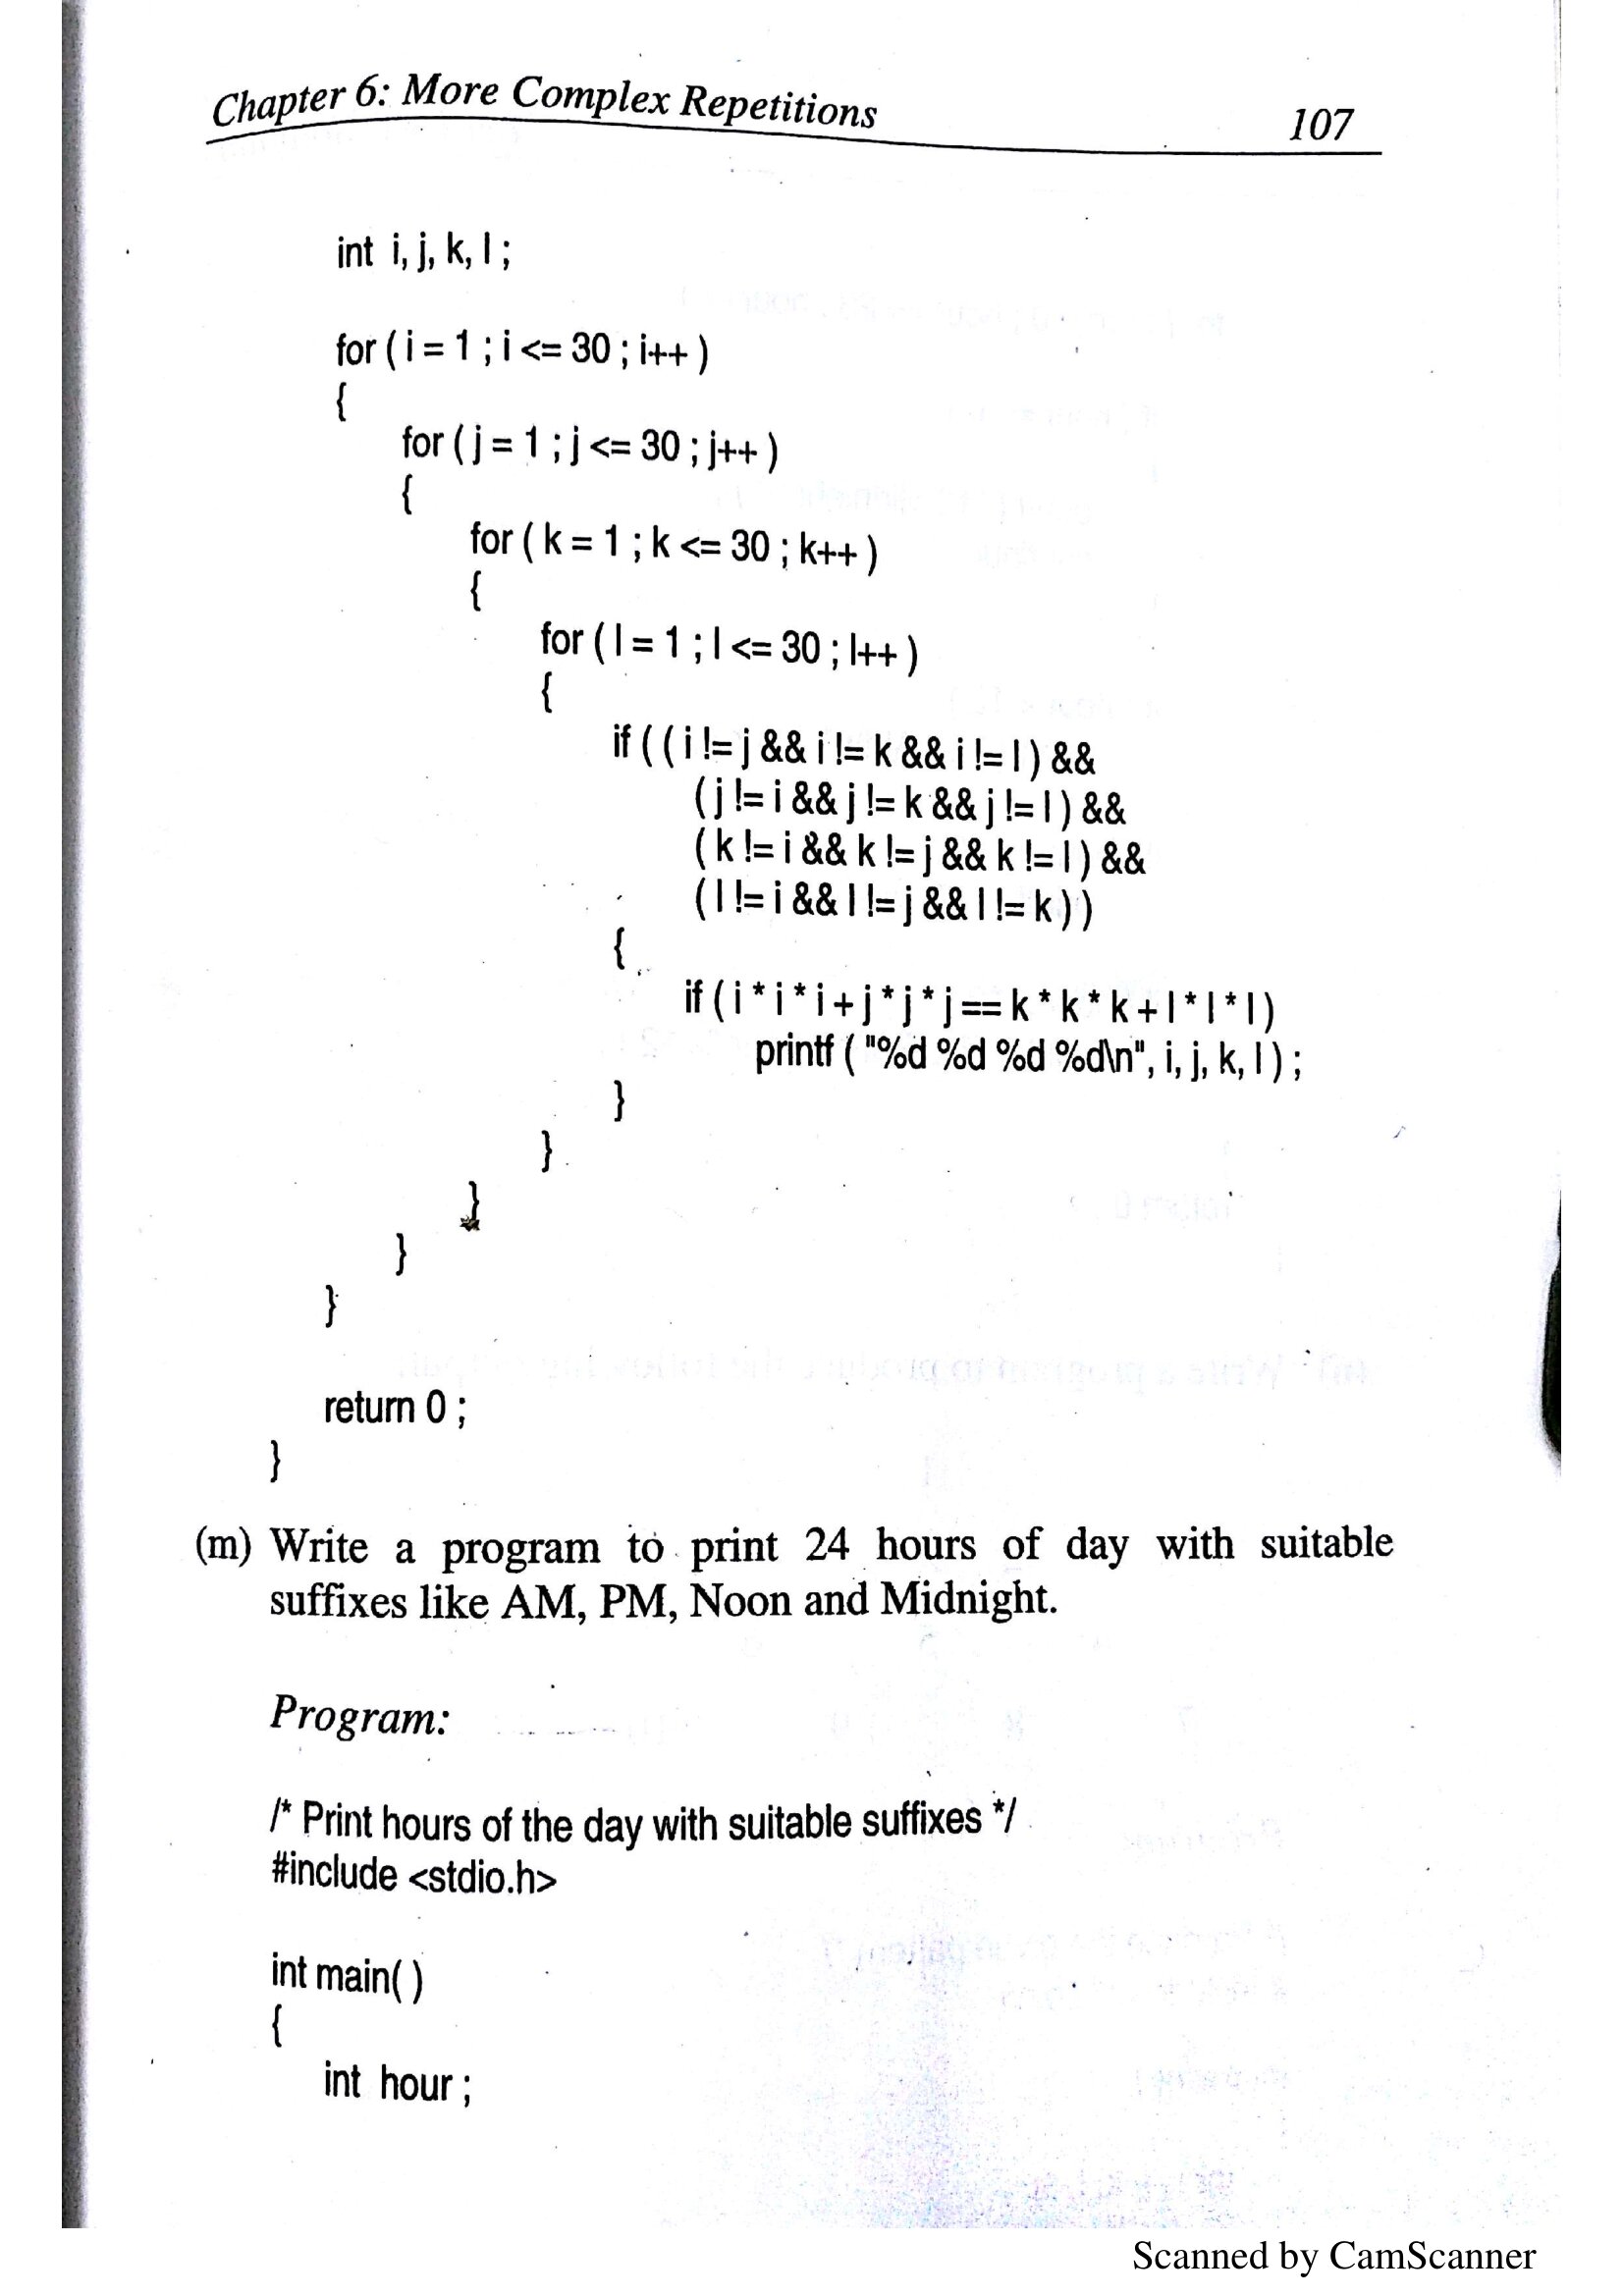 Chapter 6: More Complex Repetitions 107
int i, j, k, l ;
for ( i = 1 ; i <= 30 ; i++ )
{
for ( j = 1 ; j <= 30 ; j++ )
{
for ( k = 1 ; k <= 30 ; k++ )
{
for ( l = 1 ; l <= 30 ; l++ )
{
if ( ( i != j && i != k && i != l ) &&
( j != i && j != k && j != l ) &&
( k != i && k != j && k != l ) &&
( l != i && l != j && l != k ) )
{
if ( i * i * i + j * j * j == k * k * k + l * l * l )
printf ( "%d %d %d %d\n", i, j, k, l ) ;
}
}
}
}
}
return 0 ;
}
(m) Write a program to print 24 hours of day with suitable
suffixes like AM, PM, Noon and Midnight.
Program:
/* Print hours of the day with suitable suffixes */
#include <stdio.h>
int main( )
{
int hour ;
Scanned by CamScanner